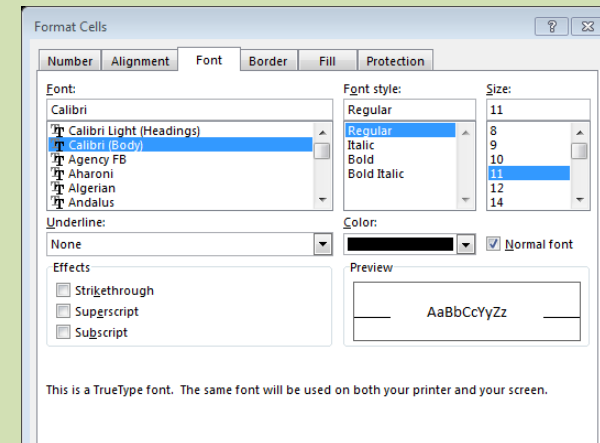 Format Cells
Number Alignment Font Border Fill Protection
Font: Font style: Size:
Calibri Regular 11
Calibri Light (Headings) Regular 8
Calibri (Body) Italic 9
Agency FB Bold 10
Aharoni Bold Italic 11
Algerian 12
Andalus 14
Underline: Color:
None Normal font
Effects Preview
Strikethrough
Superscript AaBbCcYyZz
Subscript
This is a TrueType font. The same font will be used on both your printer and your screen.